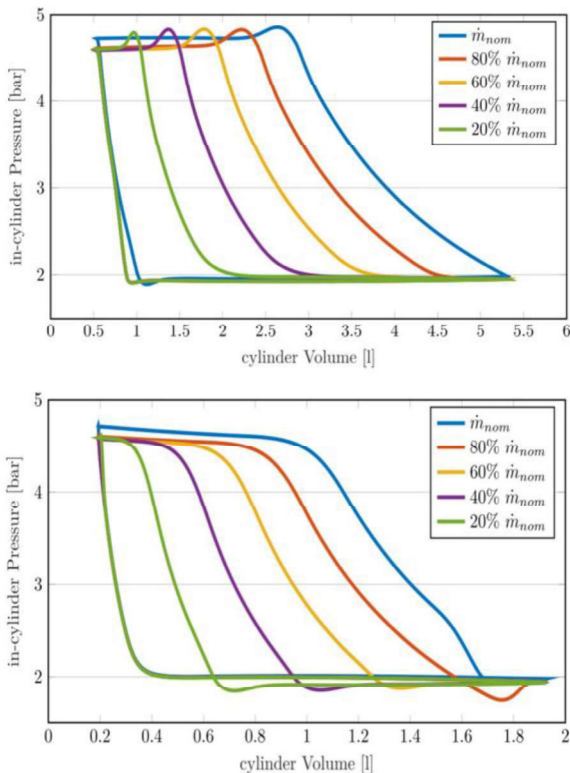 5
4
3
2
1
in-cylinder Pressure [bar]
ṁnom
80% ṁnom
60% ṁnom
40% ṁnom
20% ṁnom
0 0.5 1 1.5 2 2.5 3 3.5 4 4.5 5 5.5 6
cylinder Volume [l]
5
4
3
2
1
in-cylinder Pressure [bar]
ṁnom
80% ṁnom
60% ṁnom
40% ṁnom
20% ṁnom
0 0.2 0.4 0.6 0.8 1 1.2 1.4 1.6 1.8 2
cylinder Volume [l]